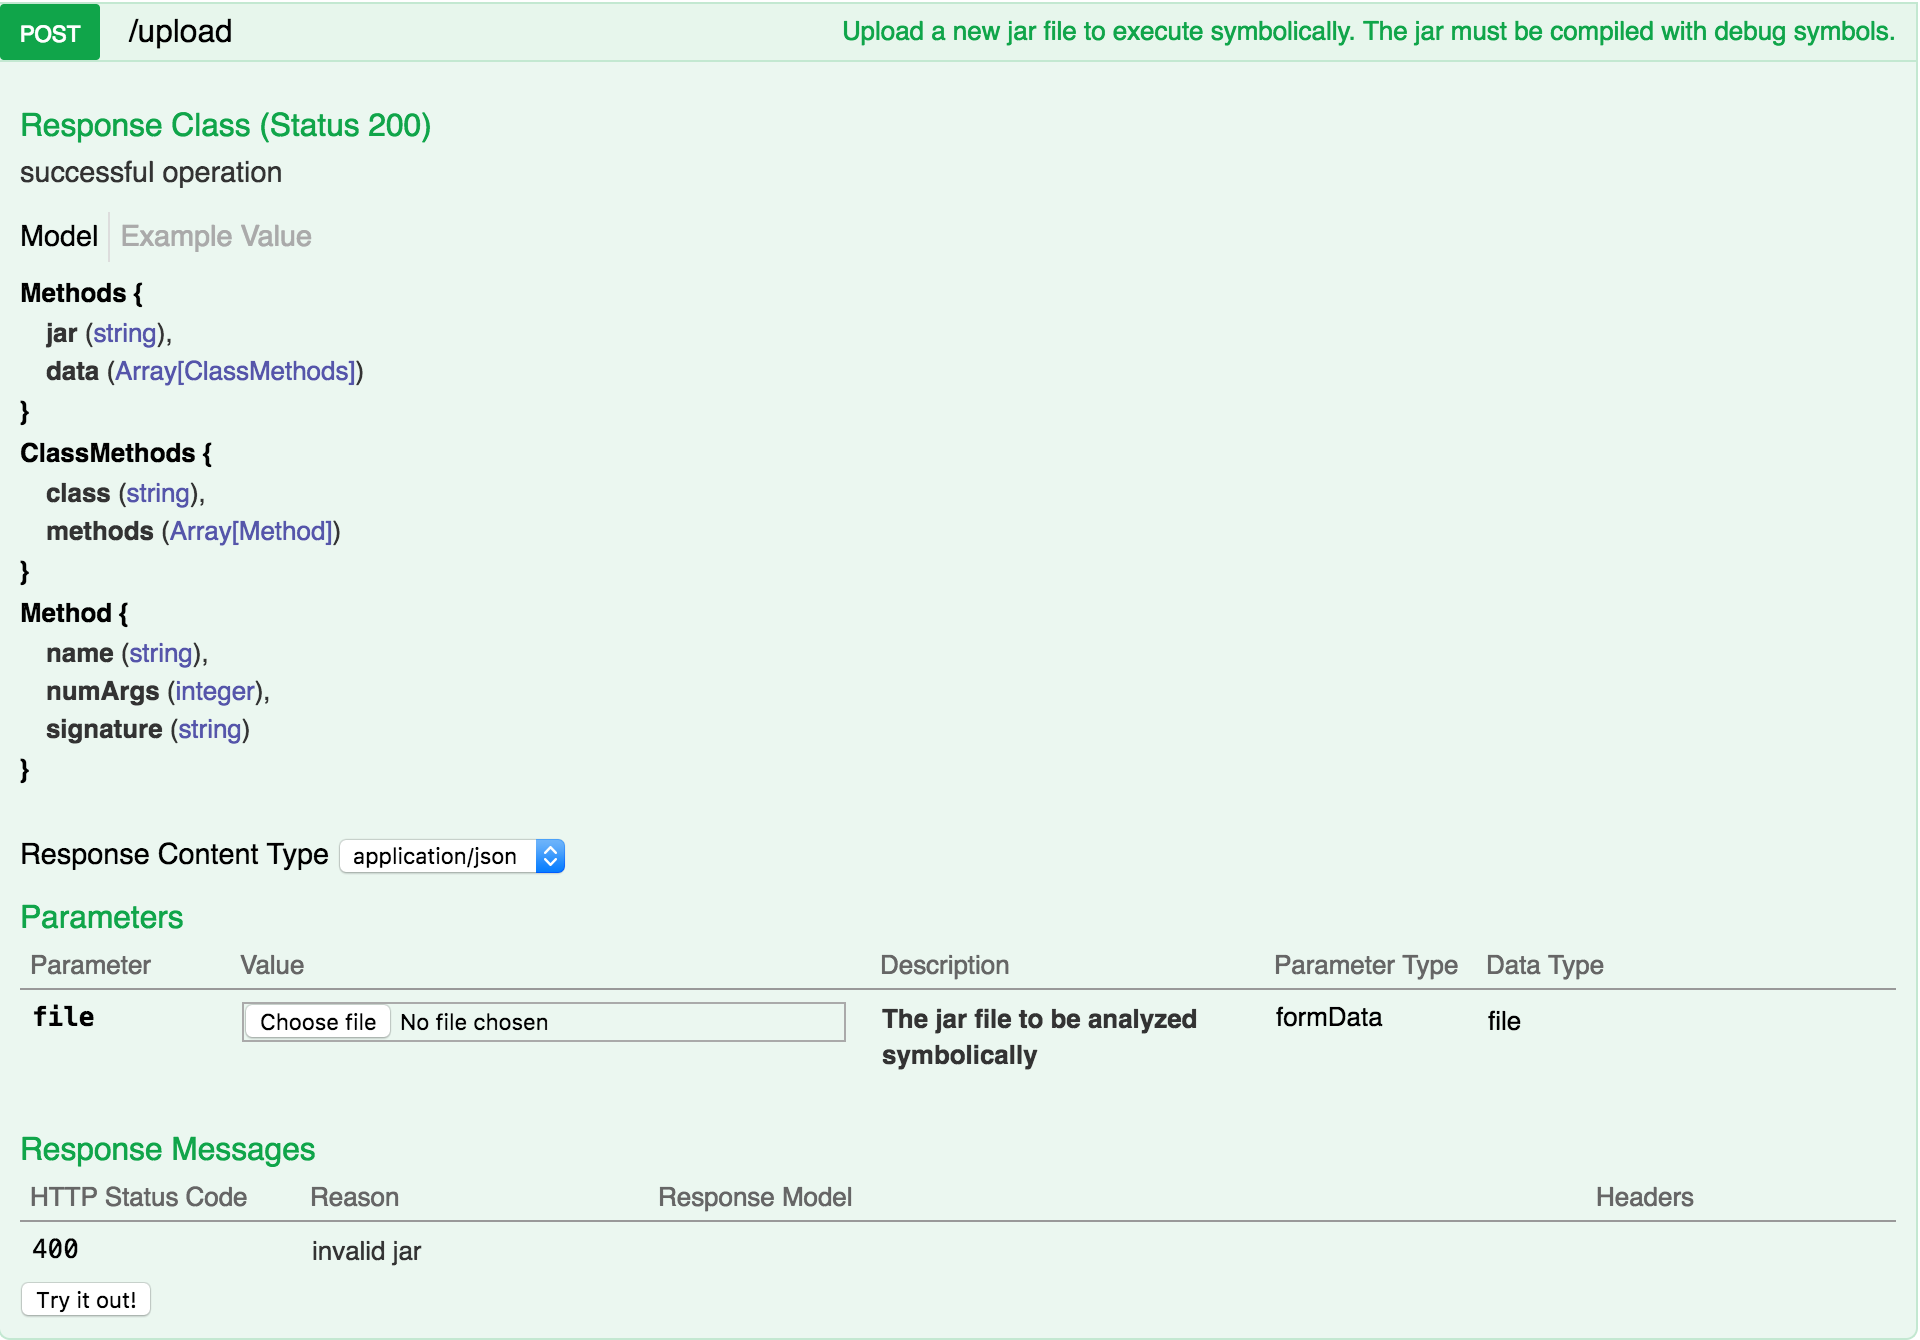 POST /upload Upload a new jar file to execute symbolically. The jar must be compiled with debug symbols.
Response Class (Status 200)
successful operation
Model Example Value
Methods {
jar (string),
data (Array[ClassMethods])
}
ClassMethods {
class (string),
methods (Array[Method])
}
Method {
name (string),
numArgs (integer),
signature (string)
}
Response Content Type application/json
Parameters
Parameter Value Description Parameter Type Data Type
file Choose file No file chosen The jar file to be analyzed formData file
symbolically
Response Messages
HTTP Status Code Reason Response Model Headers
400 invalid jar
Try it out!